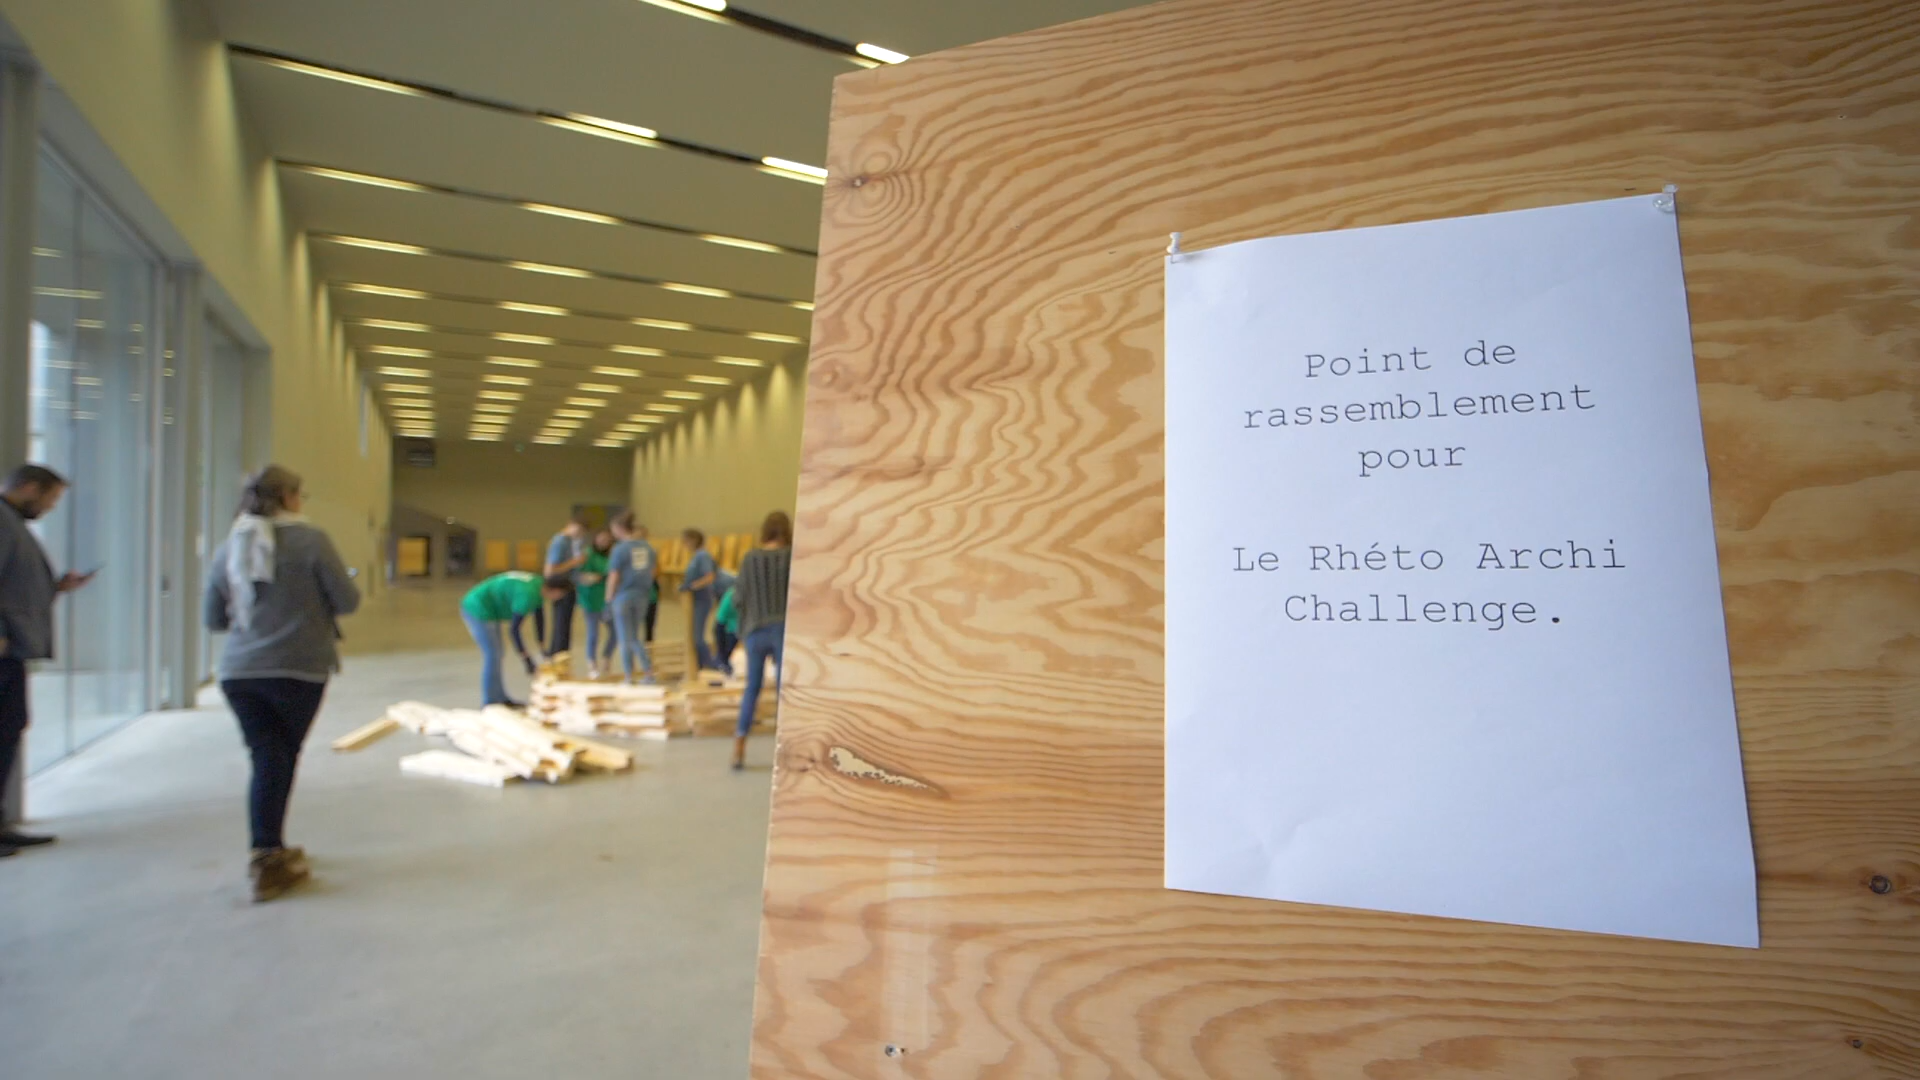 Point de
rassemblement
pour
Le Rhéto Archi
Challenge.